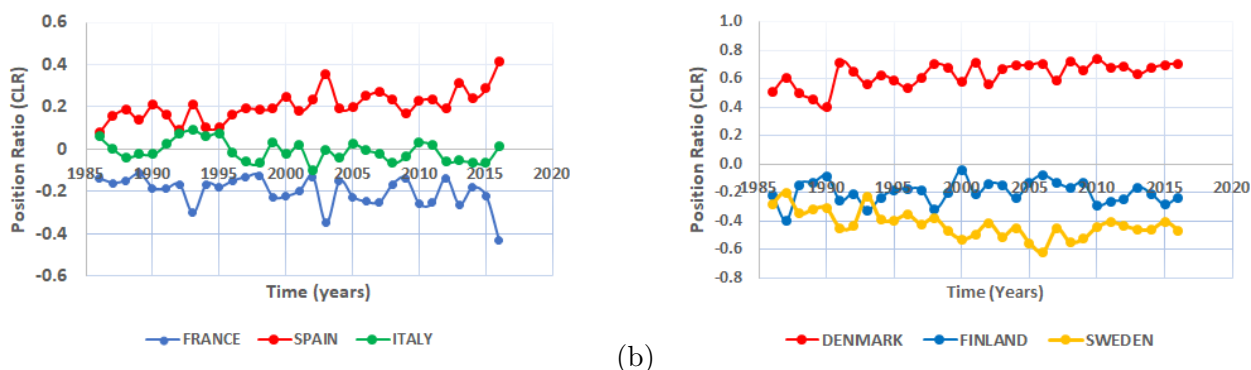 0.6
0.4
0.2
0
-0.2
-0.4
-0.6
Position Ratio (CLR)
1985 1990 1995 2000 2005 2010 2015 2020
Time (years)
FRANCE SPAIN ITALY
(b)
1.0
0.8
0.6
0.4
0.2
0.0
-0.2
-0.4
-0.6
-0.8
Position Ratio (CLR)
1985 1990 1995 2000 2005 2010 2015 2020
Time (Years)
DENMARK FINLAND SWEDEN